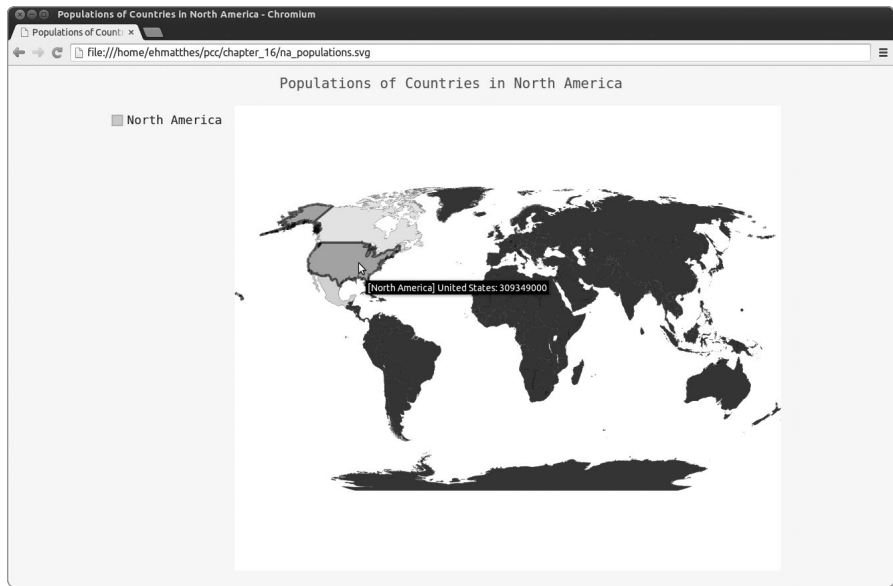 Populations of Countries in North America - Chromium
Populations of Count
file:///home/ehmatthes/pcc/chapter_16/na_populations.svg
Populations of Countries in North America
North America
[North America] United States: 309349000